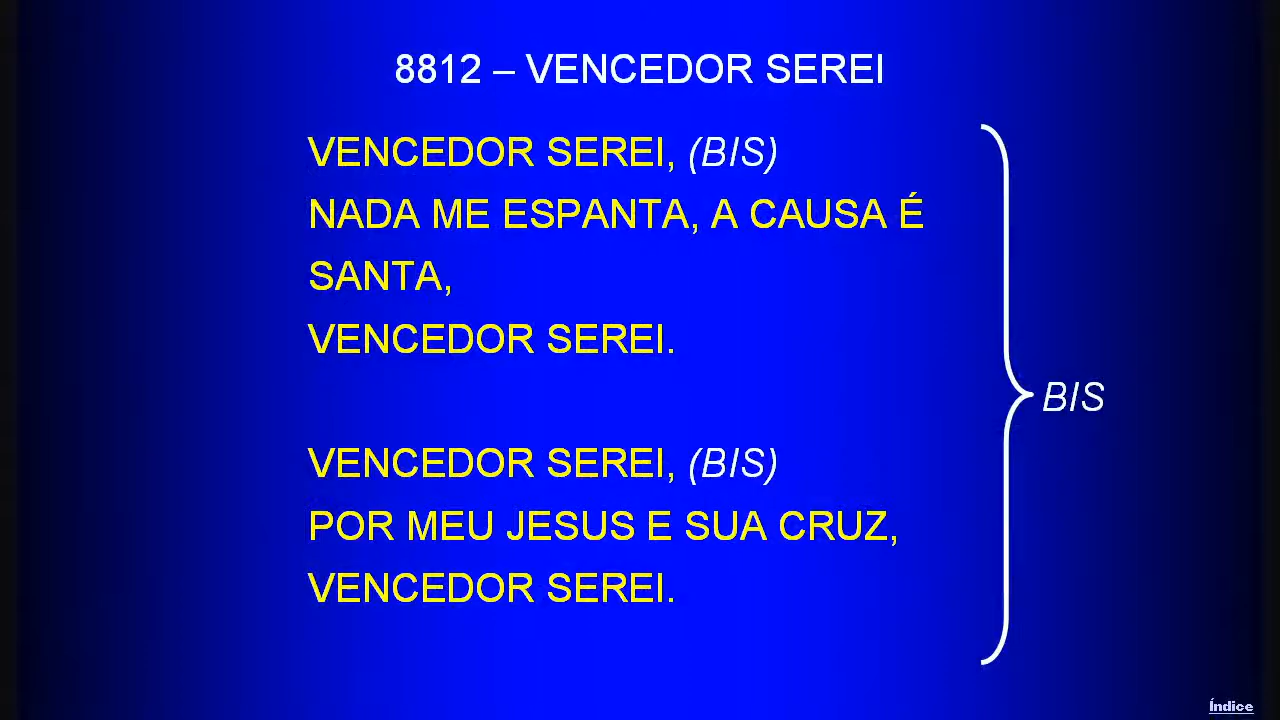 8812 – VENCEDOR SEREI
VENCEDOR SEREI, (BIS)
NADA ME ESPANTA, A CAUSA É
SANTA,
VENCEDOR SEREI.
VENCEDOR SEREI, (BIS)
POR MEU JESUS E SUA CRUZ,
VENCEDOR SEREI.
BIS
Índice